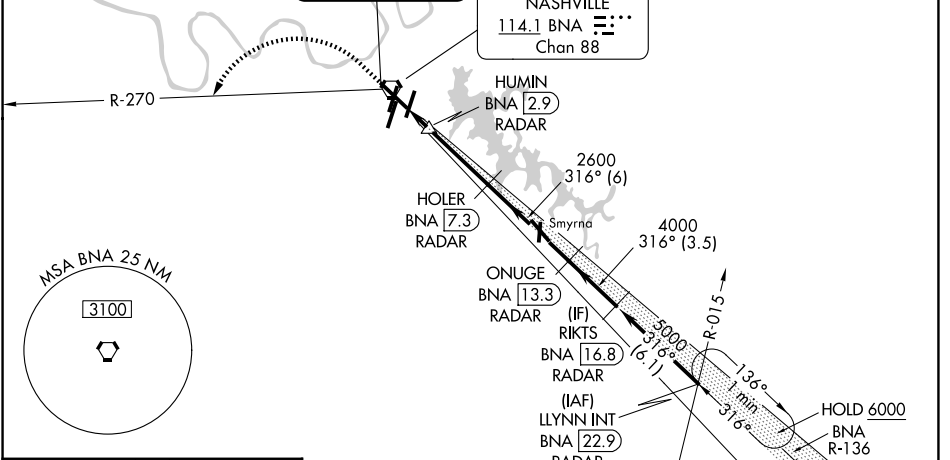 NASHVILLE
114.1 BNA
Chan 88
R-270
HUMIN
BNA 2.9
RADAR
2600
316° (6)
HOLER
BNA 7.3
RADAR
Smyrna
4000
316° (3.5)
MSA BNA 25 NM
3100
ONUGE
BNA 13.3
RADAR
R-015
(IF)
RIKTS
BNA 16.8
RADAR
5000
316°
(6.1)
136°
1 min
316°
(IAF)
LLYNN INT
BNA 22.9
RADAR
HOLD 6000
BNA
R-136